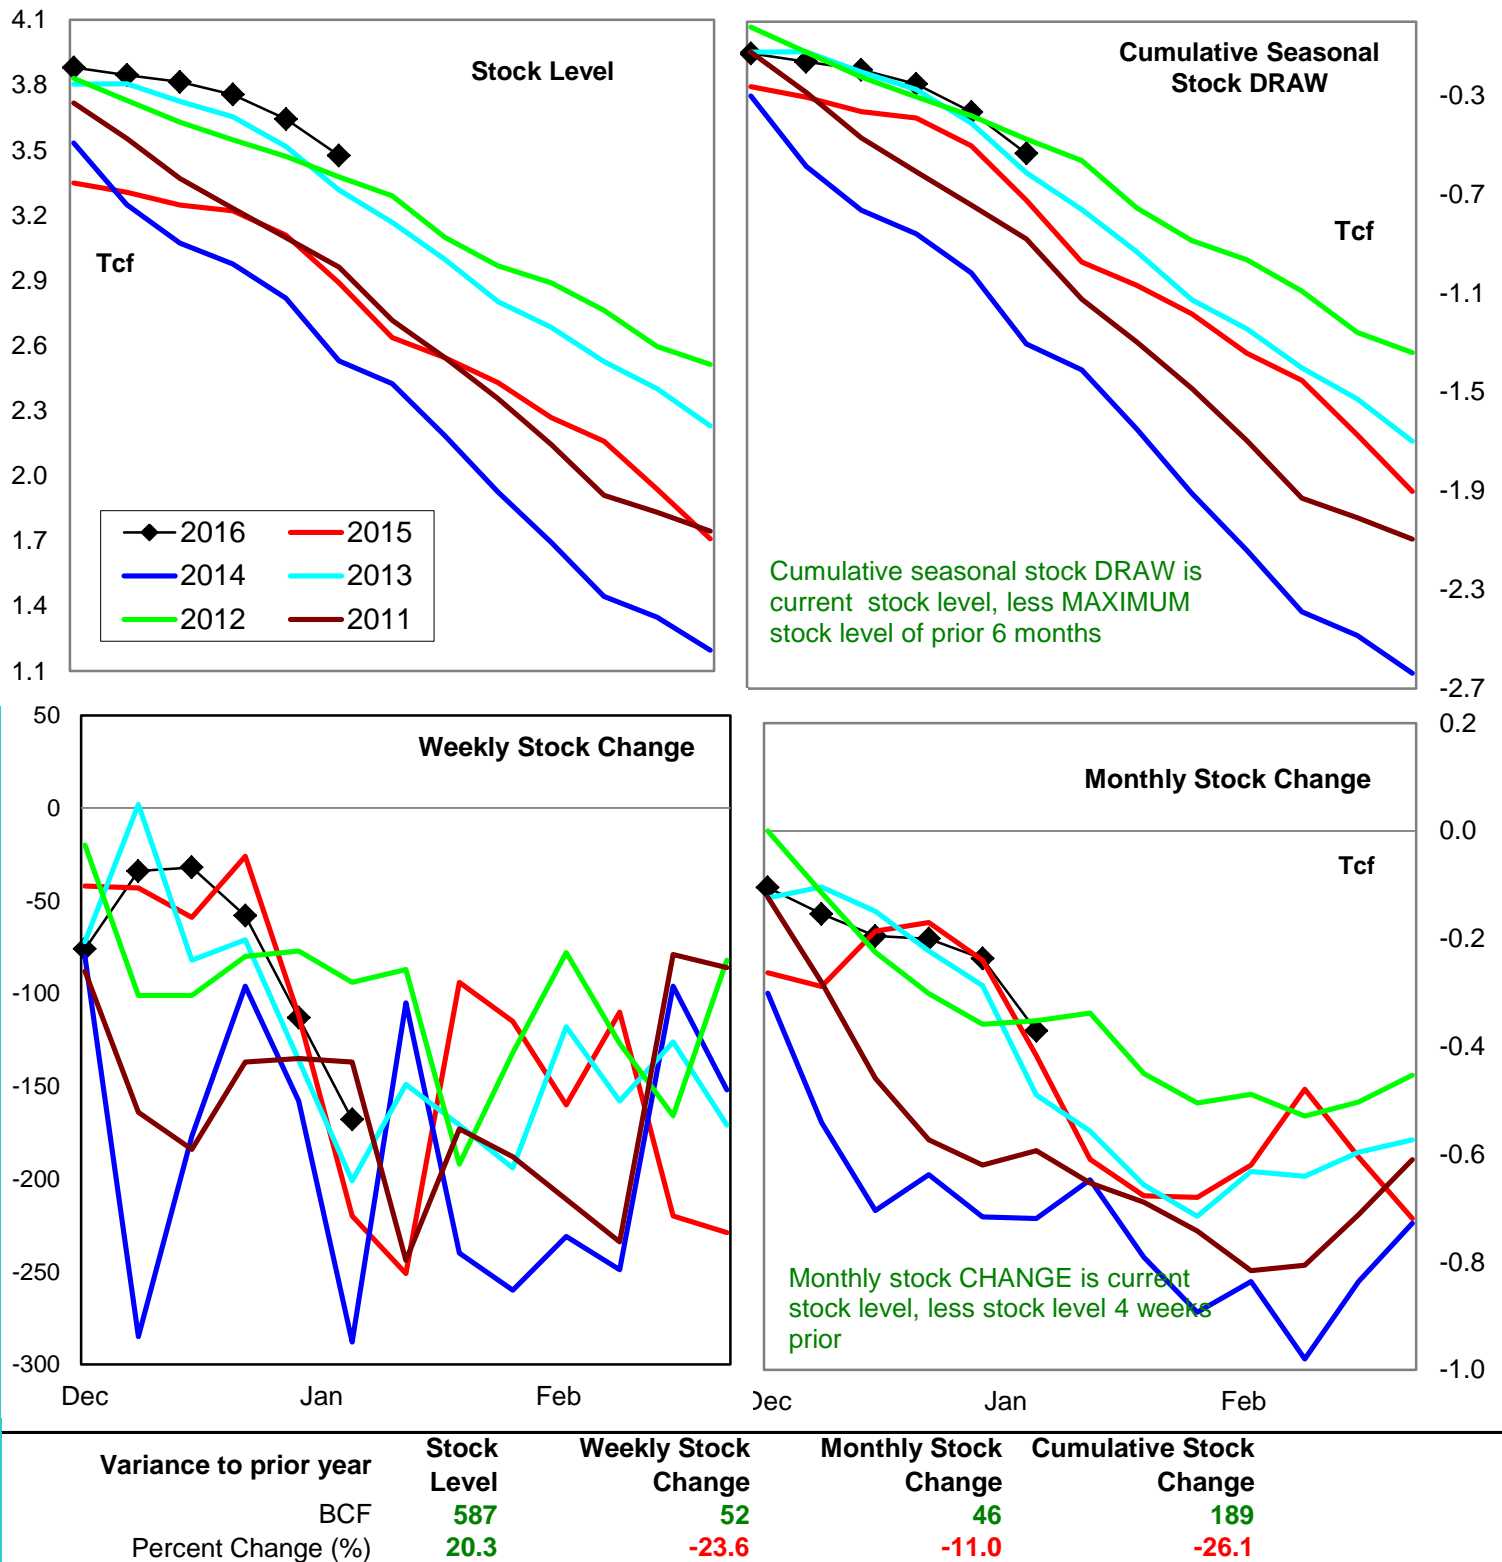 4.1
3.8
3.5
3.2
2.9
2.6
2.3
2.0
1.7
1.4
1.1
Stock Level
Tcf
2016
2015
2014
2013
2012
2011
Cumulative Seasonal
Stock DRAW
Tcf
Cumulative seasonal stock DRAW is
current stock level, less MAXIMUM
stock level of prior 6 months
-0.3
-0.7
-1.1
-1.5
-1.9
-2.3
-2.7
50
0
-50
-100
-150
-200
-250
-300
Weekly Stock Change
Dec
Jan
Feb
Monthly Stock Change
Tcf
Monthly stock CHANGE is current
stock level, less stock level 4 weeks
prior
0.2
0.0
-0.2
-0.4
-0.6
-0.8
-1.0
Dec
Jan
Feb
Variance to prior year
Stock
Level
Weekly Stock
Change
Monthly Stock
Change
Cumulative Stock
Change
BCF 587 52 46 189
Percent Change (%) 20.3 -23.6 -11.0 -26.1